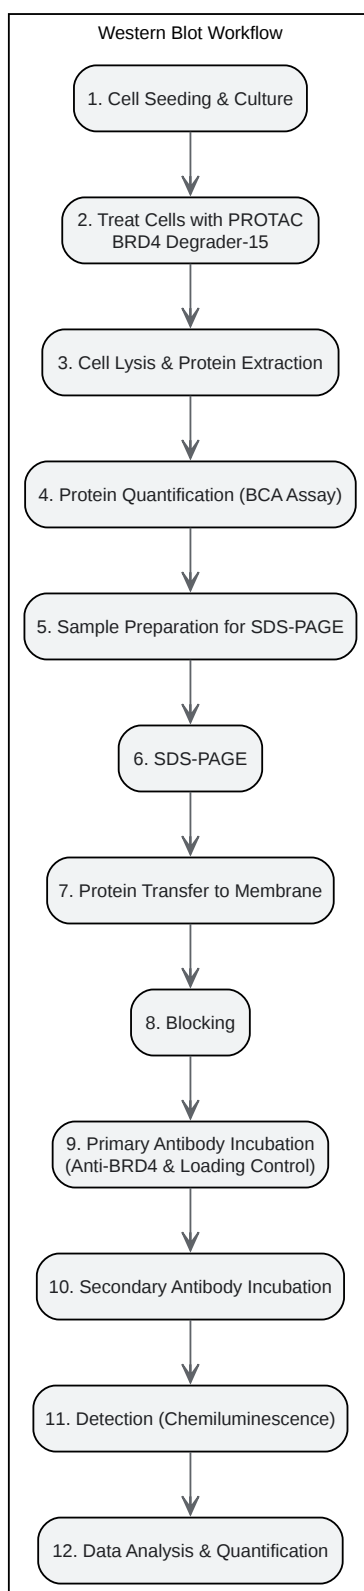 Western Blot Workflow
1. Cell Seeding & Culture
2. Treat Cells with PROTAC
BRD4 Degrader-15
3. Cell Lysis & Protein Extraction
4. Protein Quantification (BCA Assay)
5. Sample Preparation for SDS-PAGE
6. SDS-PAGE
7. Protein Transfer to Membrane
8. Blocking
9. Primary Antibody Incubation
(Anti-BRD4 & Loading Control)
10. Secondary Antibody Incubation
11. Detection (Chemiluminescence)
12. Data Analysis & Quantification